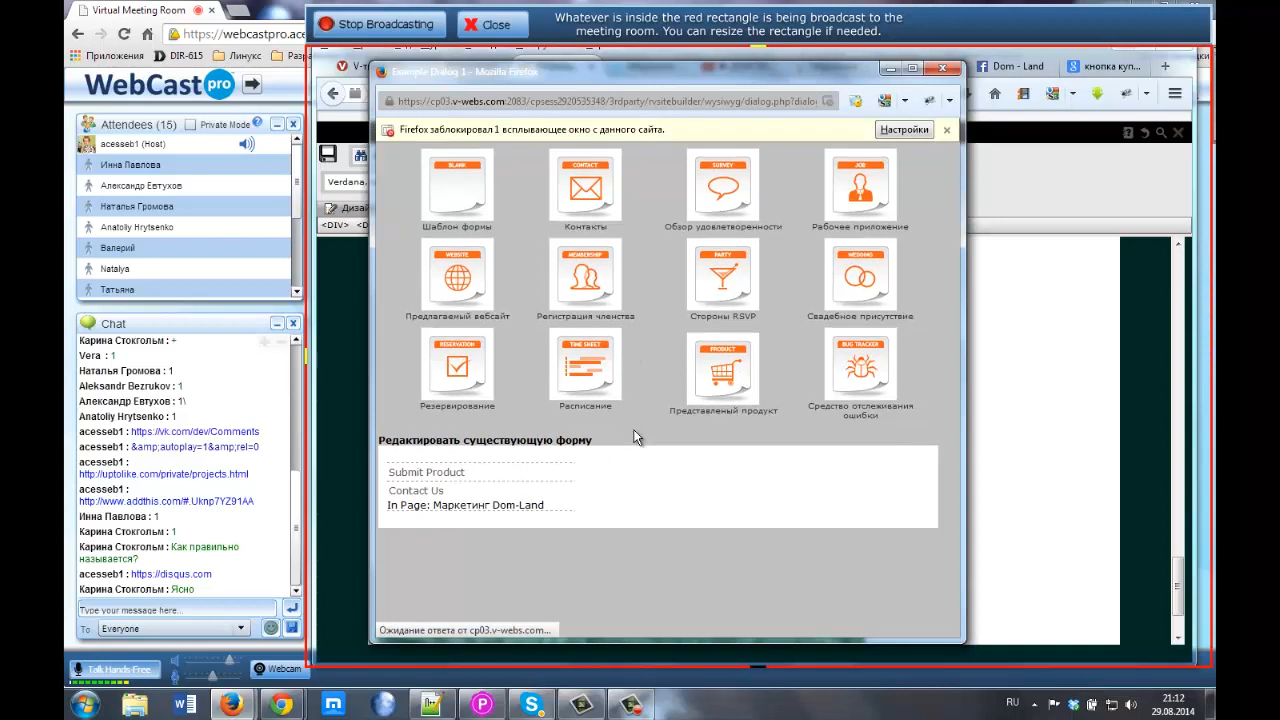 Virtual Meeting Room
https://webcastpro.ace
Приложения
DIR-615
Линукс
WebCast pro
Attendees (15)
Private Mode
acesseb1 (Host)
Инна Павлова
Александр Евтухов
Наталья Громова
Anatoliy Hrytsenko
Валерий
Natalya
Татьяна
Chat
Карина Стокгольм : +
Vera : 1
Наталья Громова : 1
Aleksandr Bezrukov : 1
Александр Евтухов : 1\
Anatoliy Hrytsenko : 1
acesseb1 : https://vk.com/dev/Comments
acesseb1 : &amp;autoplay=1&amp;rel=0
acesseb1 :
http://uptolike.com/private/projects.html
acesseb1 :
http://www.addthis.com/#.Uknp7YZ91AA
Инна Павлова : 1
Карина Стокгольм : 1
Карина Стокгольм : Как правильно
называется?
acesseb1 : https://disqus.com
Карина Стокгольм : Ясно
Type your message here...
To
Everyone
Talk Hands-Free
Webcam
Stop Broadcasting
Close
Whatever is inside the red rectangle is being broadcast to the
meeting room. You can resize the rectangle if needed.
Dom - Land
кнопка куп...
Verdana,
Дизай
<DIV>
Example Dialog 1 - Mozilla Firefox
https://cp03.v-webs.com:2083/cpsess2920535348/3rdparty/rvsitebuilder/wysiwyg/dialog.php?dialo
Firefox заблокировал 1 всплывающее окно с данного сайта.
Настройки
BLANK
CONTACT
SURVEY
JOB
Шаблон формы
Контакты
Обзор удовлетворенности
Рабочее приложение
WEBSITE
MEMBERSHIP
PARTY
WEDDING
Предлагаемый вебсайт
Регистрация членства
Стороны RSVP
Свадебное присутствие
RESERVATION
TIME SHEET
PRODUCT
BUG TRACKER
Резервирование
Расписание
Представленый продукт
Средство отслеживания
ошибки
Редактировать существующую форму
Submit Product
Contact Us
In Page: Маркетинг Dom-Land
Ожидание ответа от cp03.v-webs.com...
RU
21:12
29.08.2014